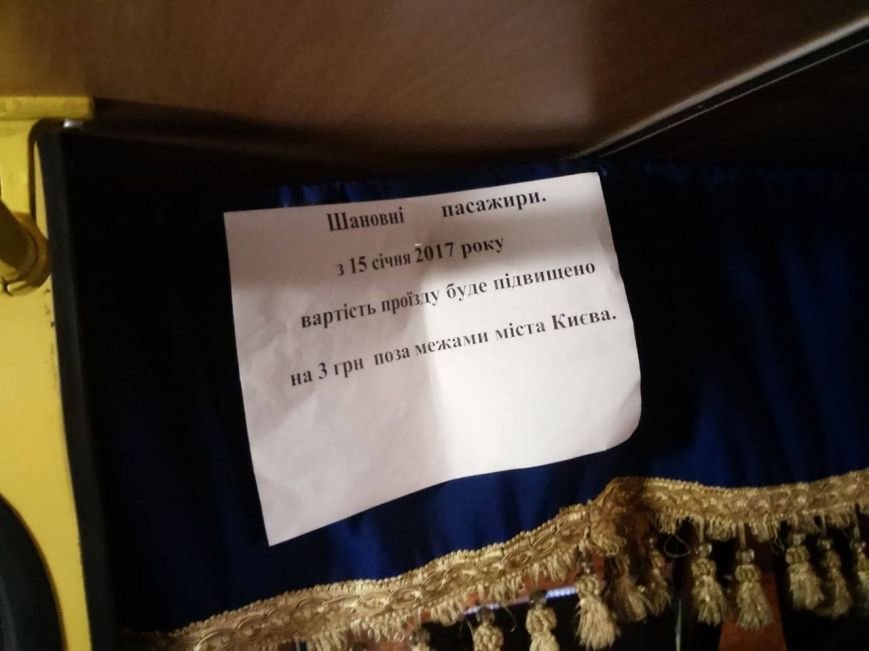 Шановні пасажири.
з 15 січня 2017 року
вартість проїзду буде підвищено
на 3 грн поза межами міста Києва.